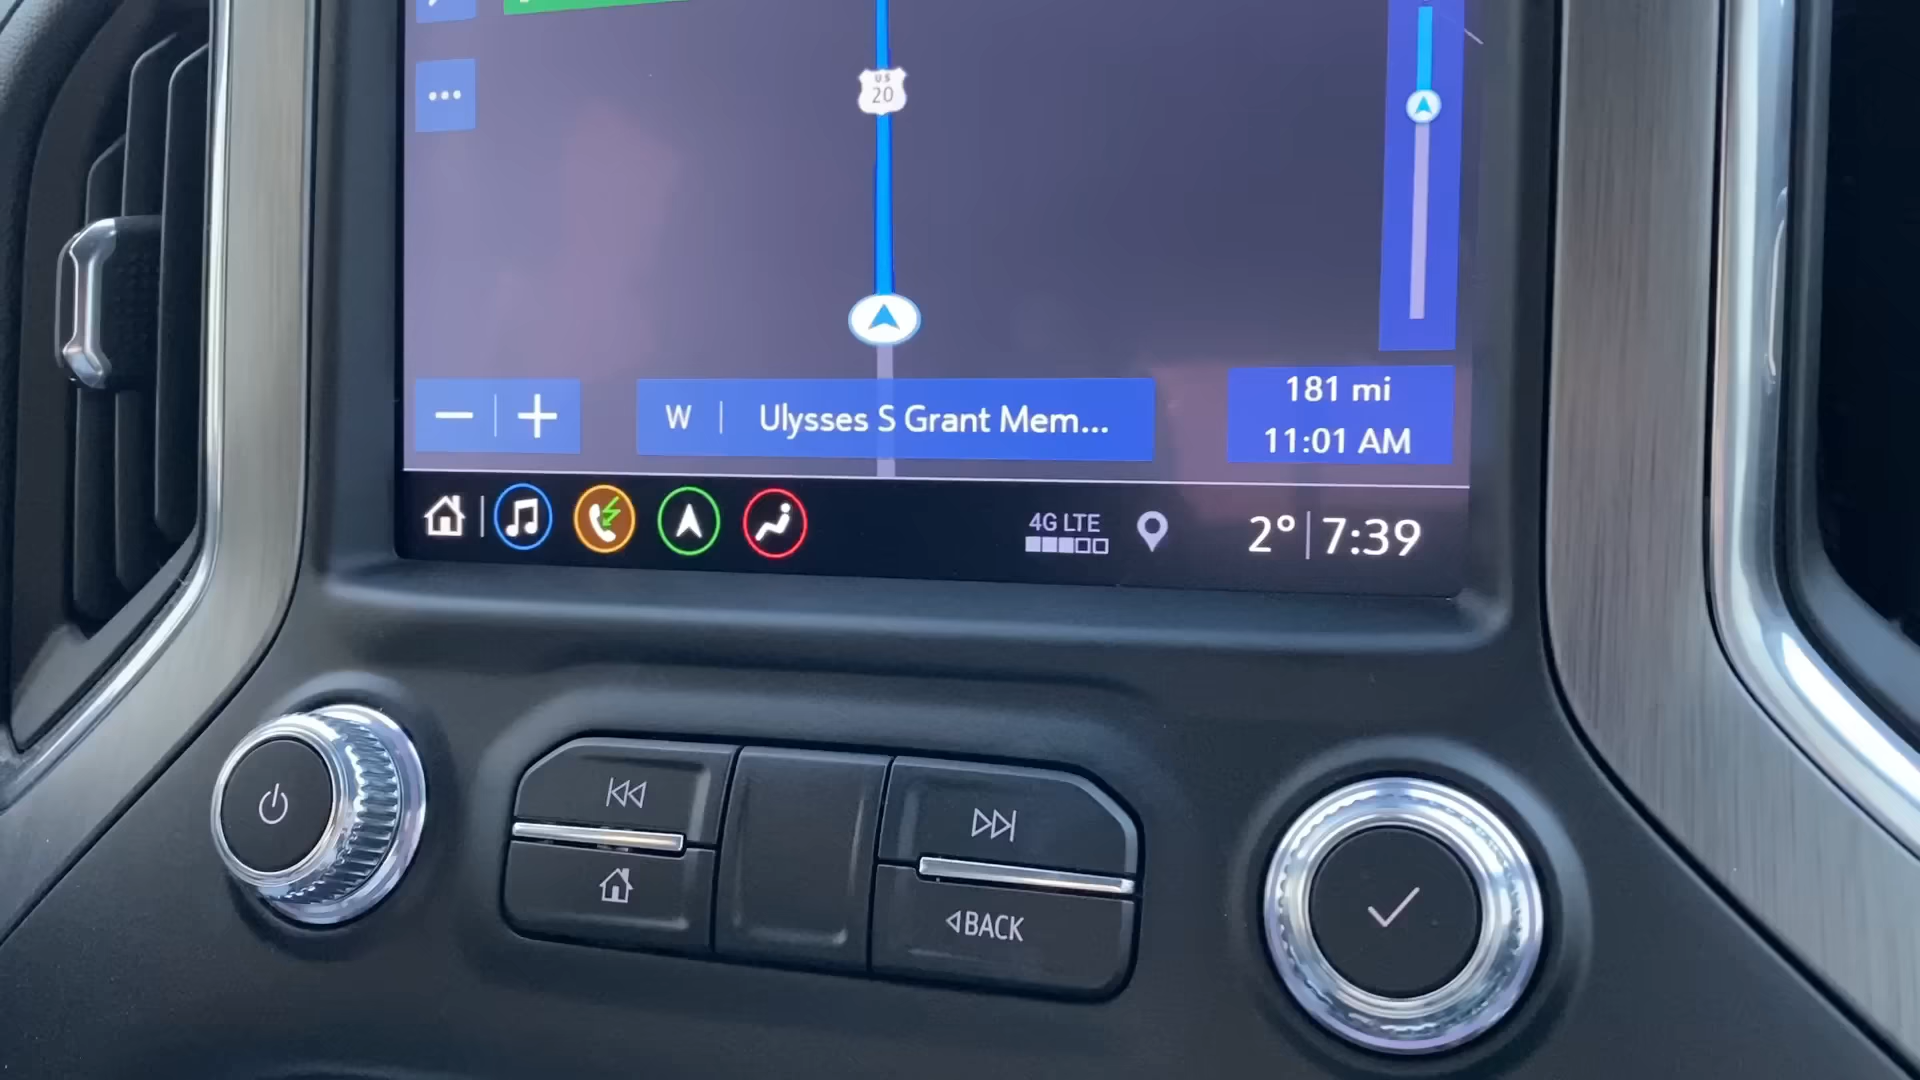 US
20
W
Ulysses S Grant Mem...
181 mi
11:01 AM
4G LTE
2° 7:39
BACK